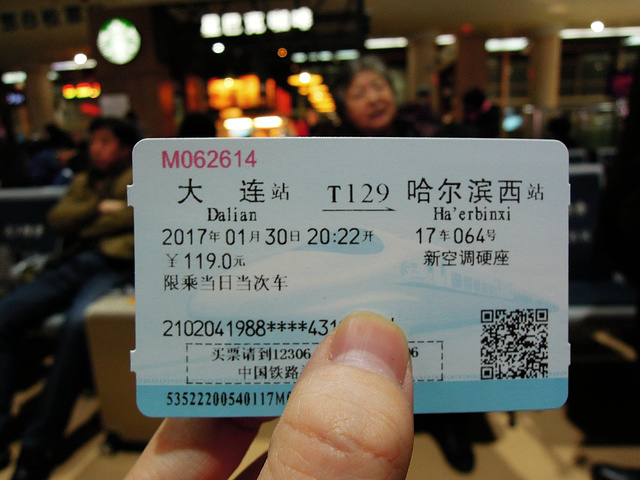 M062614
大 连站 T129 哈尔滨西站
Dalian Ha'erbinxi
2017年01月30日 20:22开 17车064号
￥119.0元 新空调硬座
限乘当日当次车
2102041988****431
买票请到12306 6
中国铁路
53522200540117M0